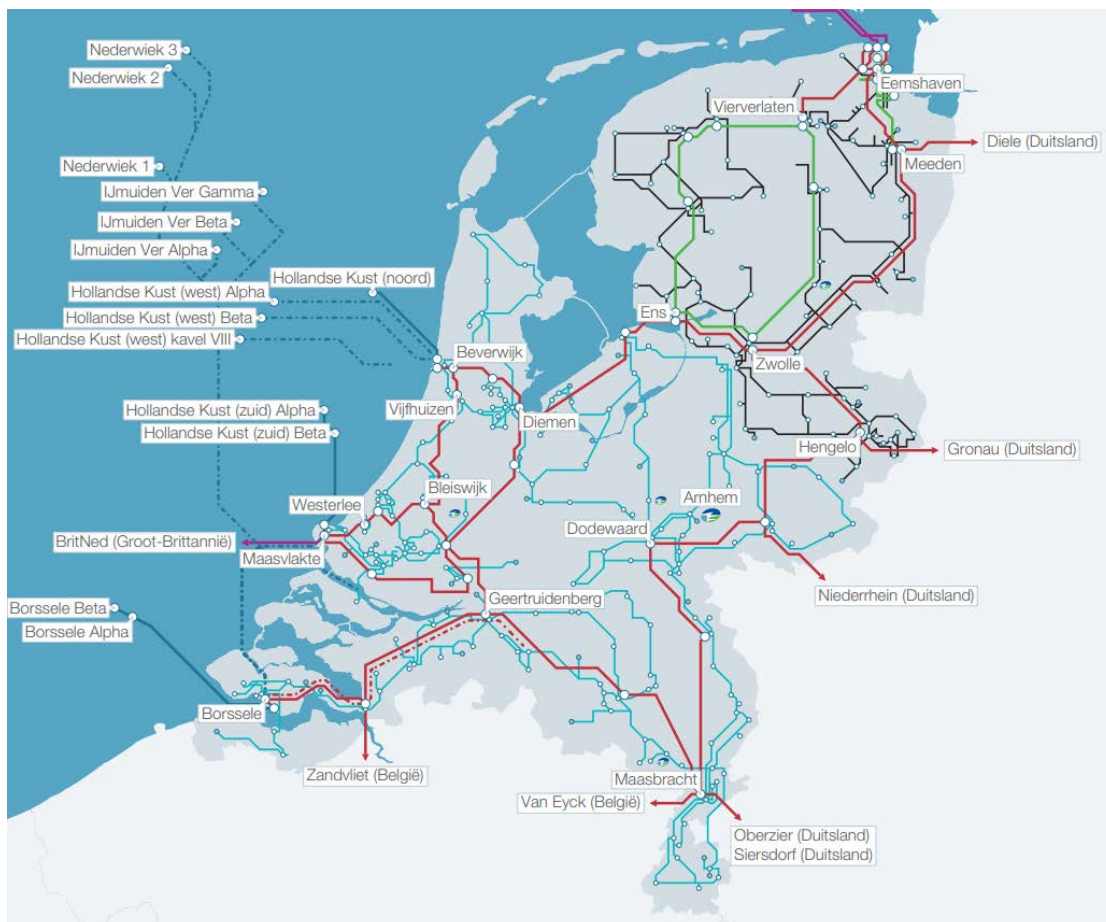 Nederwiek 3
Nederwiek 2
Eemshaven
Vierverlaten
Diele (Duitsland)
Meeden
Nederwiek 1
IJmuiden Ver Gamma
IJmuiden Ver Beta
IJmuiden Ver Alpha
Hollandse Kust (noord)
Hollandse Kust (west) Alpha
Hollandse Kust (west) Beta
Hollandse Kust (west) kavel VIII
Ens
Beverwijk
Zwolle
Vijfhuizen
Diemen
Hollandse Kust (zuid) Alpha
Hollandse Kust (zuid) Beta
Hengelo
Gronau (Duitsland)
Bleiswijk
Westerlee
Arnhem
Dodewaard
BritNed (Groot-Brittannië)
Maasvlakte
Niederrhein (Duitsland)
Geertruidenberg
Borssele Beta
Borssele Alpha
Borssele
Zandvliet (België)
Maasbracht
Van Eyck (België)
Oberzier (Duitsland)
Siersdorf (Duitsland)